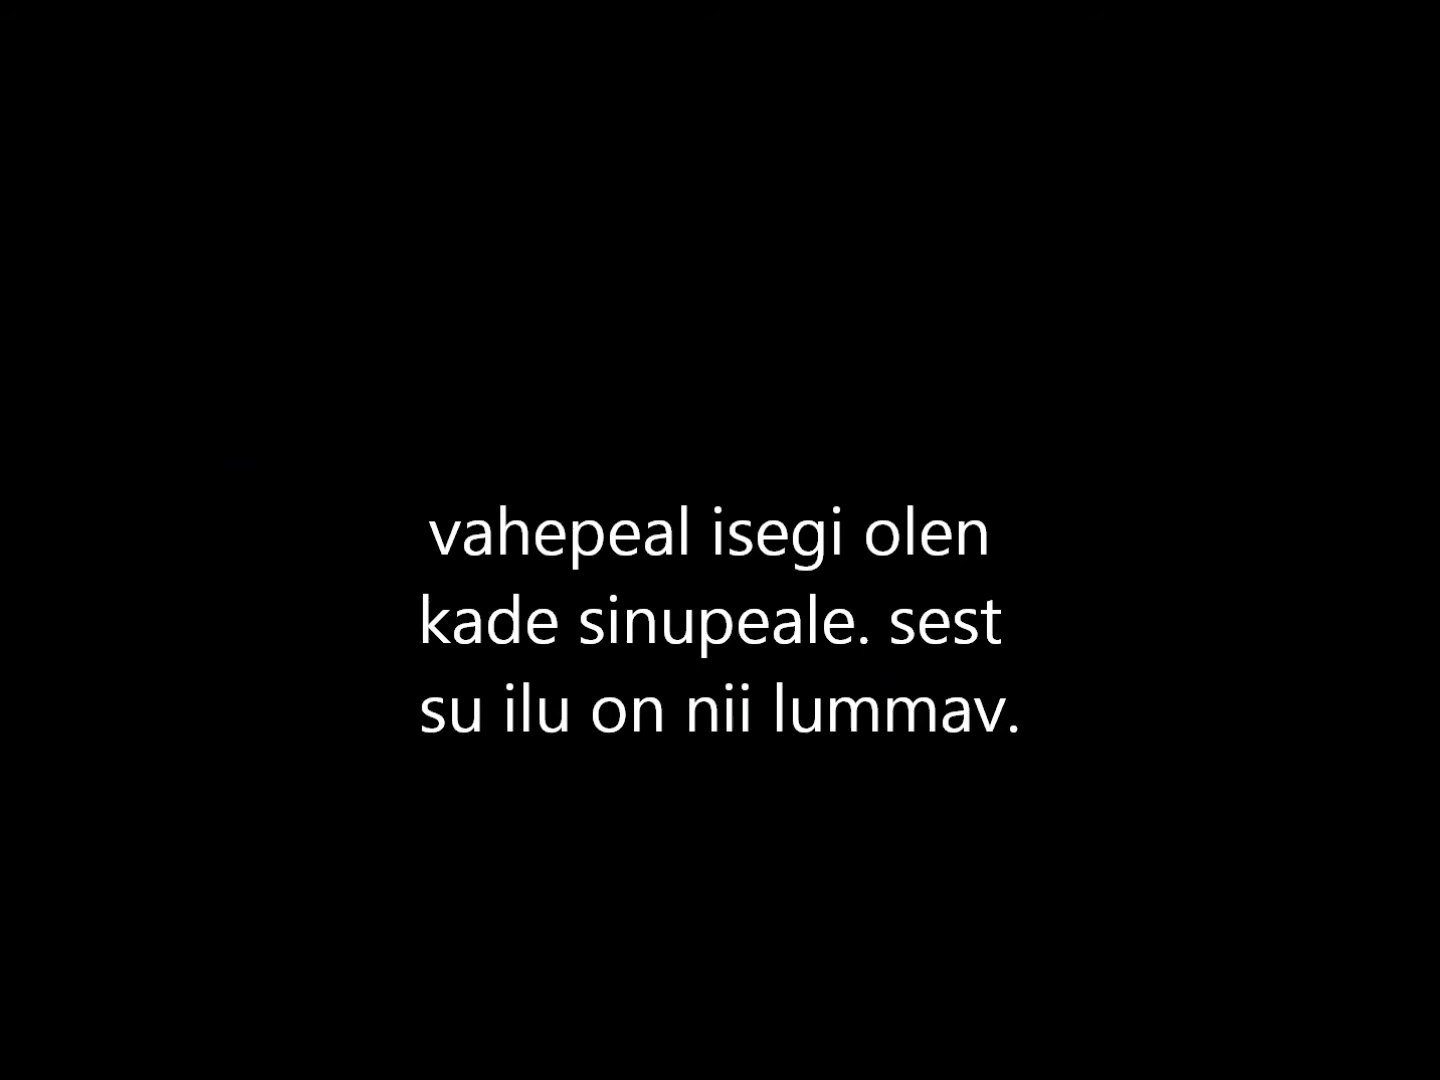 vahepeal isegi olen
kade sinupeale. sest
su ilu on nii lummav.